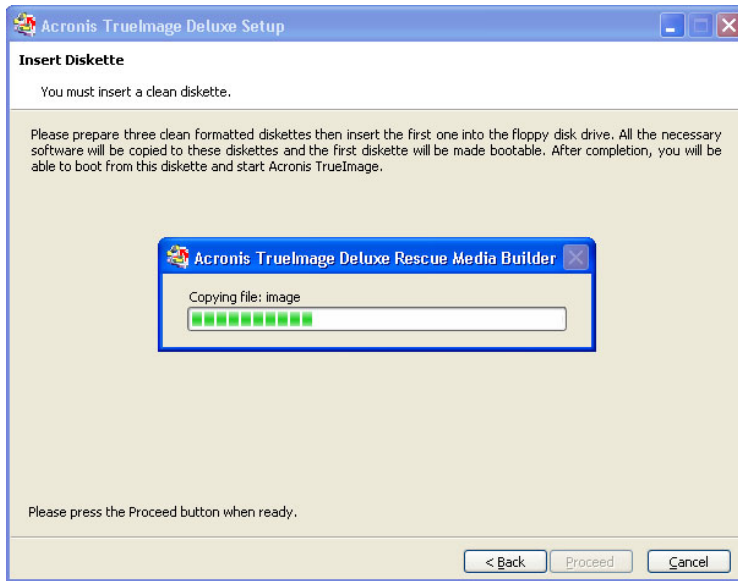 Acronis TrueImage Deluxe Setup
Insert Diskette
You must insert a clean diskette.
Please prepare three clean formatted diskettes then insert the first one into the floppy disk drive. All the necessary
software will be copied to these diskettes and the first diskette will be made bootable. After completion, you will be
able to boot from this diskette and start Acronis TrueImage.
Acronis TrueImage Deluxe Rescue Media Builder
Copying file: image
Please press the Proceed button when ready.
< Back
Proceed
Cancel